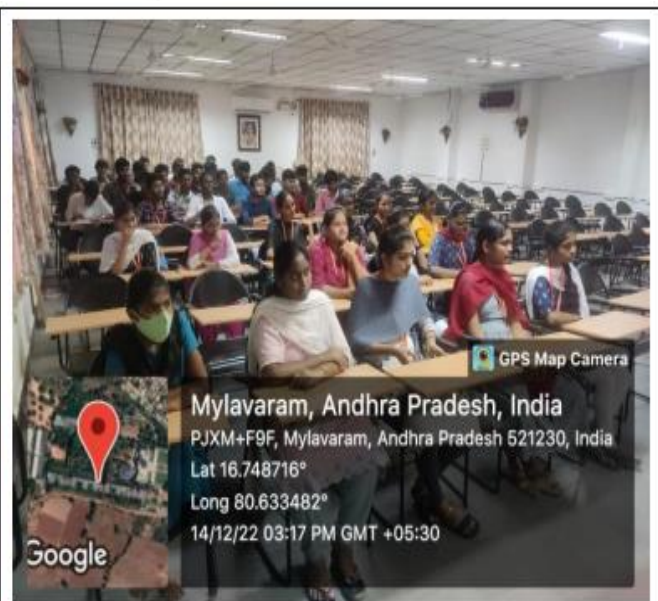 GPS Map Camera
Mylavaram, Andhra Pradesh, India
PJXM+F9F, Mylavaram, Andhra Pradesh 521230, India
Lat 16.748716°
Long 80.633482°
14/12/22 03:17 PM GMT +05:30
Google